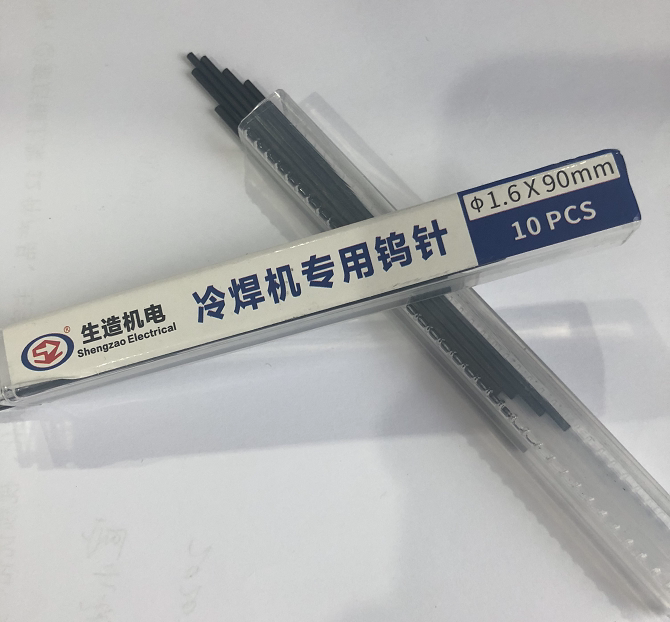 生造机电
Shengzao Electrical
冷焊机专用钨针
Φ1.6X90mm
10 PCS